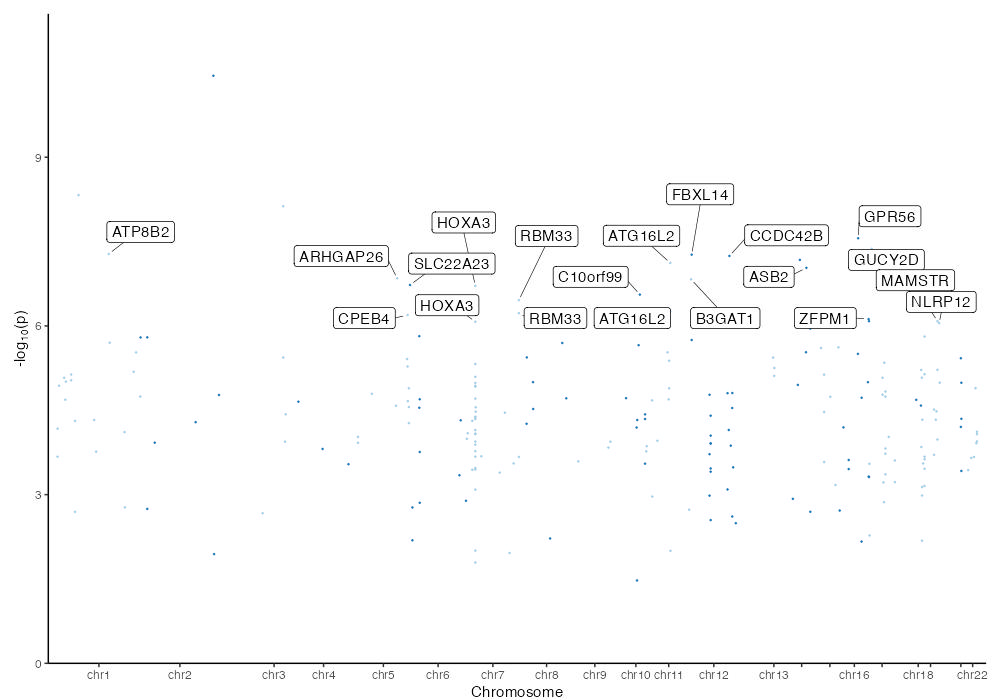 9
6
3
0
-log10(p)
FBXL14
GPR56
HOXA3
ATP8B2
RBM33
ATG16L2
CCDC42B
ARHGAP26
SLC22A23
GUCY2D
C10orf99
ASB2
MAMSTR
HOXA3
NLRP12
CPEB4
RBM33
ATG16L2
B3GAT1
ZFPM1
chr1 chr2 chr3 chr4 chr5 chr6 chr7 chr8 chr9 chr10 chr11 chr12 chr13 chr16 chr18 chr22
Chromosome